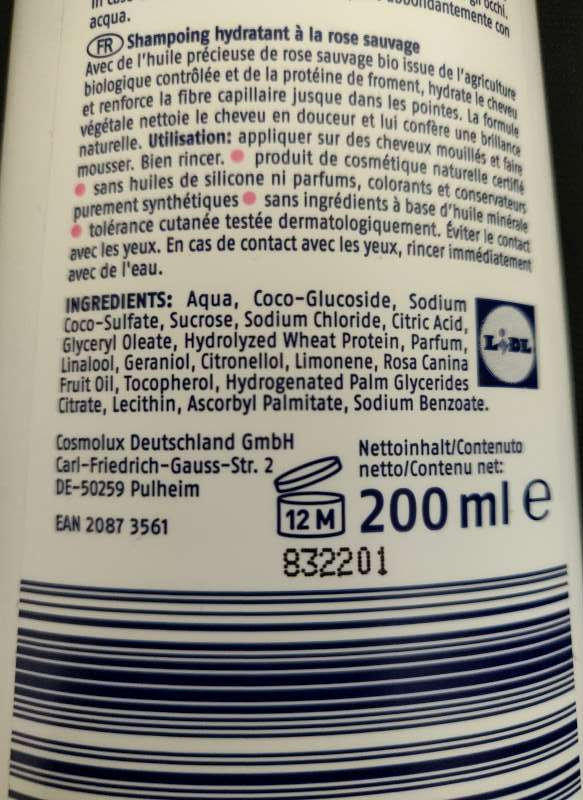 abbondantemente con
acqua.
FR Shampoing hydratant à la rose sauvage
Avec de l'huile précieuse de rose sauvage bio issue de l'agriculture
biologique contrôlée et de la protéine de froment, hydrate le cheveu
et renforce la fibre capillaire jusque dans les pointes. La formule
végétale nettoie le cheveu en douceur et lui confère une brillance
naturelle. Utilisation: appliquer sur des cheveux mouillés et faire
mousser. Bien rincer. ● produit de cosmétique naturelle certifié
● sans huiles de silicone ni parfums, colorants et conservateurs
purement synthétiques ● sans ingrédients à base d'huile minérale
● tolérance cutanée testée dermatologiquement. Éviter le contact
avec les yeux. En cas de contact avec les yeux, rincer immédiatement
avec de l'eau.
INGREDIENTS: Aqua, Coco-Glucoside, Sodium
Coco-Sulfate, Sucrose, Sodium Chloride, Citric Acid,
Glyceryl Oleate, Hydrolyzed Wheat Protein, Parfum,
Linalool, Geraniol, Citronellol, Limonene, Rosa Canina
Fruit Oil, Tocopherol, Hydrogenated Palm Glycerides
Citrate, Lecithin, Ascorbyl Palmitate, Sodium Benzoate.
LIDL
Cosmolux Deutschland GmbH
Carl-Friedrich-Gauss-Str. 2
DE-50259 Pulheim
EAN 2087 3561
12 M
Nettoinhalt/Contenuto
netto/Contenu net:
200 ml e
832201